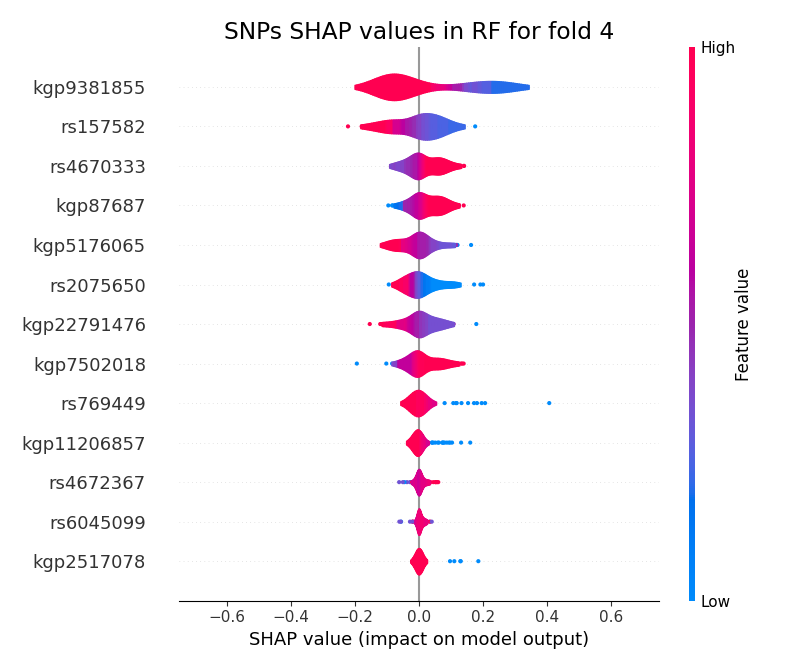 SNPs SHAP values in RF for fold 4
High
kgp9381855
rs157582
rs4670333
kgp87687
kgp5176065
rs2075650
kgp22791476
kgp7502018
rs769449
kgp11206857
rs4672367
rs6045099
kgp2517078
Feature value
Low
−0.6 −0.4 −0.2 0.0 0.2 0.4 0.6
SHAP value (impact on model output)